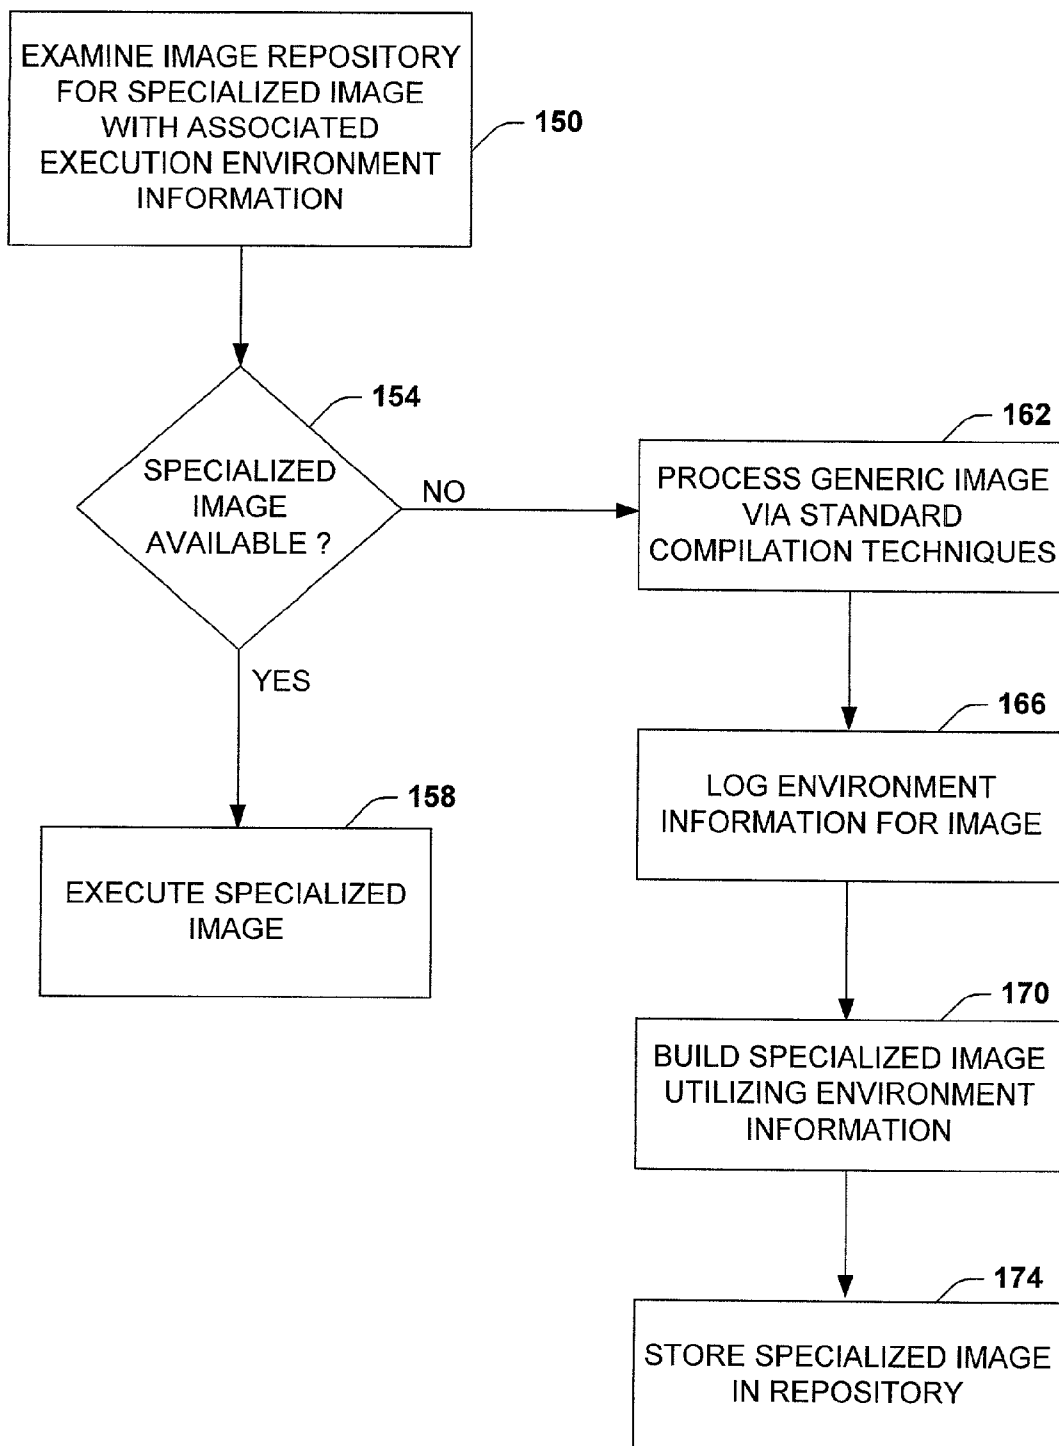 EXAMINE IMAGE REPOSITORY
FOR SPECIALIZED IMAGE
WITH ASSOCIATED
EXECUTION ENVIRONMENT
INFORMATION
150
154
SPECIALIZED
IMAGE
AVAILABLE ?
NO
YES
158
EXECUTE SPECIALIZED
IMAGE
162
PROCESS GENERIC IMAGE
VIA STANDARD
COMPILATION TECHNIQUES
166
LOG ENVIRONMENT
INFORMATION FOR IMAGE
170
BUILD SPECIALIZED IMAGE
UTILIZING ENVIRONMENT
INFORMATION
174
STORE SPECIALIZED IMAGE
IN REPOSITORY